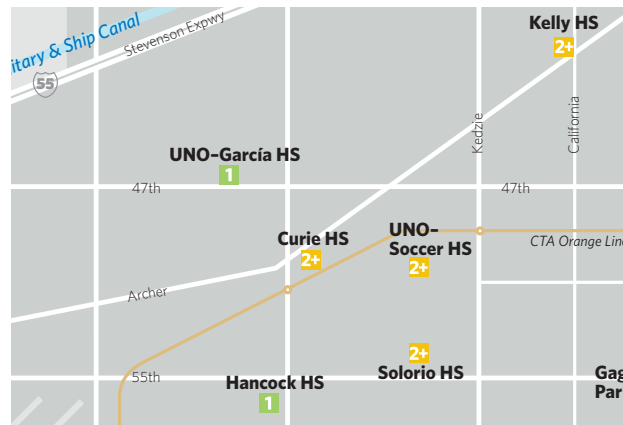 Kelly HS
2+
itary & Ship Canal
Stevenson Expwy
55
Kedzie
California
UNO–García HS
1
47th
47th
Curie HS
2+
UNO–
Soccer HS
2+
CTA Orange Line
Archer
2+
Solorio HS
55th
Hancock HS
1
Gag
Par